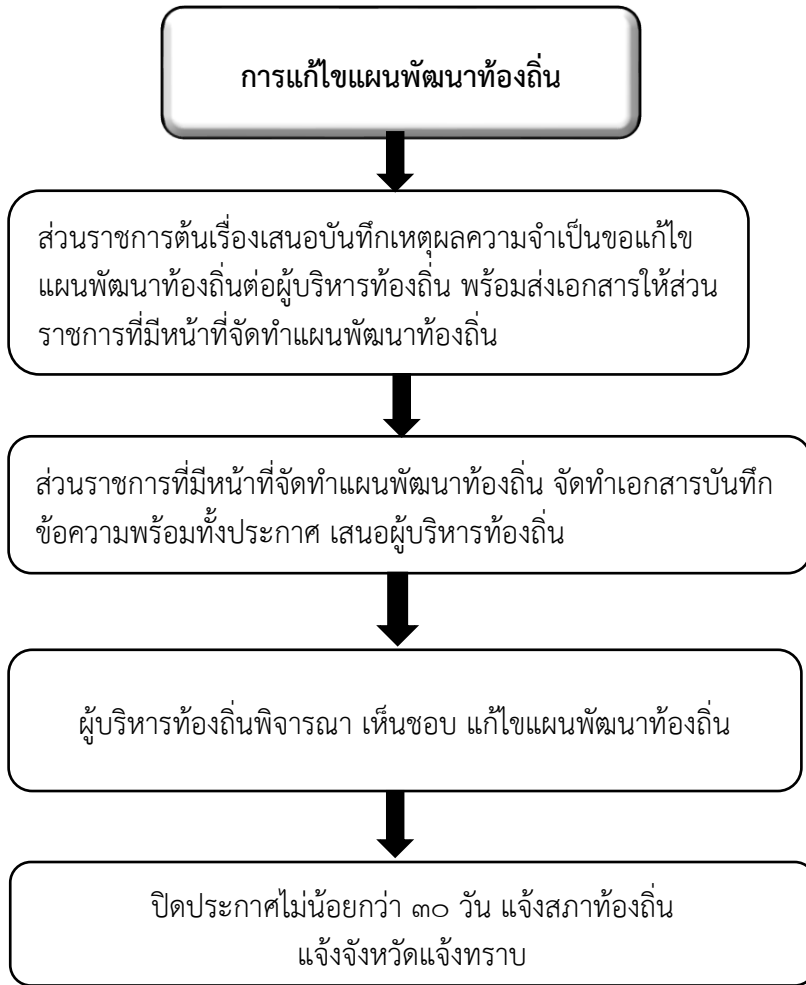 การแก้ไขแผนพัฒนาท้องถิ่น
ส่วนราชการต้นเรื่องเสนอบันทึกเหตุผลความจำเป็นขอแก้ไข
แผนพัฒนาท้องถิ่นต่อผู้บริหารท้องถิ่น พร้อมส่งเอกสารให้ส่วน
ราชการที่มีหน้าที่จัดทำแผนพัฒนาท้องถิ่น
ส่วนราชการที่มีหน้าที่จัดทำแผนพัฒนาท้องถิ่น จัดทำเอกสารบันทึก
ข้อความพร้อมทั้งประกาศ เสนอผู้บริหารท้องถิ่น
ผู้บริหารท้องถิ่นพิจารณา เห็นชอบ แก้ไขแผนพัฒนาท้องถิ่น
ปิดประกาศไม่น้อยกว่า ๓๐ วัน แจ้งสภาท้องถิ่น
แจ้งจังหวัดแจ้งทราบ